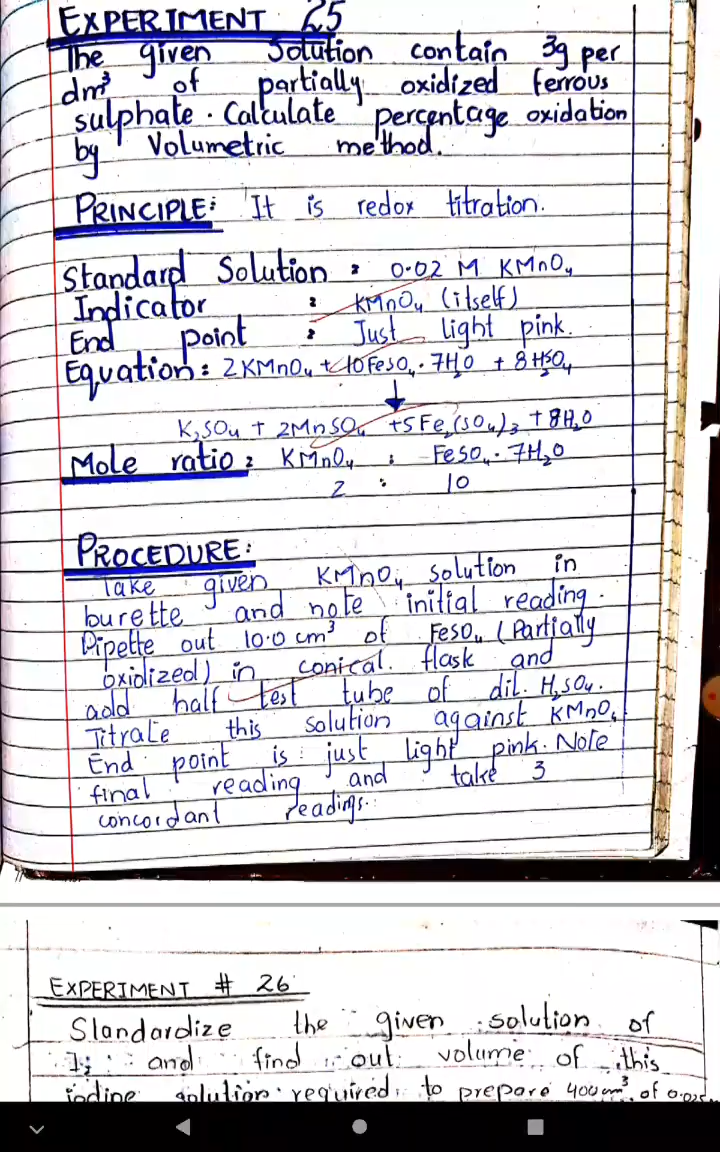 EXPERIMENT 25
The given Solution contain 3g per
dm³ of partially oxidized ferrous
sulphate. Calculate percentage oxidation
by Volumetric method.
PRINCIPLE: It is redox titration.
Standard Solution : 0.02 M KMnO₄
Indicator : KMnO₄ (itself)
End point : Just light pink.
Equation: 2KMnO₄ + 10FeSO₄.7H₂O + 8H₂SO₄
↓
K₂SO₄ + 2MnSO₄ + 5Fe₂(SO₄)₃ + 8H₂O
Mole ratio: KMnO₄ : FeSO₄.7H₂O
2 : 10
PROCEDURE:
Take given KMnO₄ solution in
burette and note initial reading.
Pipette out 10.0 cm³ of FeSO₄ (Partially
oxidized) in conical flask and
add half test tube of dil. H₂SO₄.
Titrate this solution against KMnO₄
End point is just light pink. Note
final reading and take 3
concordant readings.
EXPERIMENT # 26
Standardize the given solution of
I₂ and find out volume of this
iodine solution required to prepare 400cm³ of 0.025